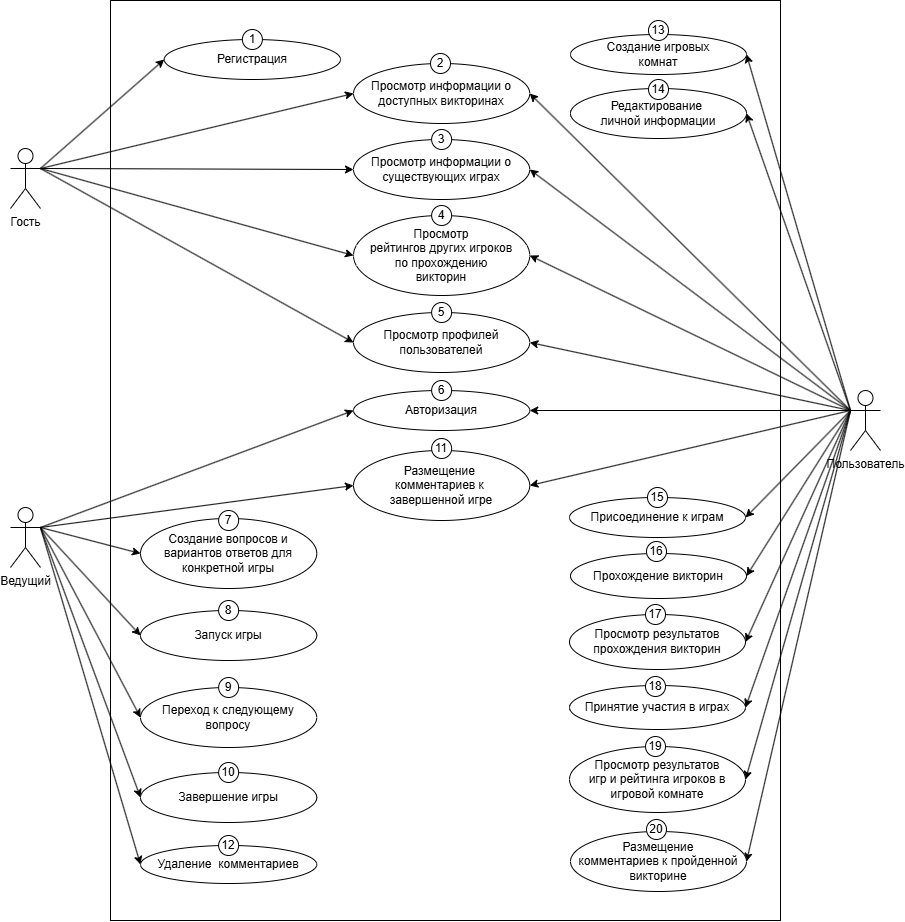 1
Регистрация
2
Просмотр информации о
доступных викторинах
3
Просмотр информации о
существующих играх
4
Просмотр
рейтингов других игроков
по прохождению
викторин
5
Просмотр профилей
пользователей
6
Авторизация
11
Размещение
комментариев к
завершенной игре
13
Создание игровых
комнат
14
Редактирование
личной информации
Гость
Пользователь
Ведущий
7
Создание вопросов и
вариантов ответов для
конкретной игры
8
Запуск игры
9
Переход к следующему
вопросу
10
Завершение игры
12
Удаление комментариев
15
Присоединение к играм
16
Прохождение викторин
17
Просмотр результатов
прохождения викторин
18
Принятие участия в играх
19
Просмотр результатов
игр и рейтинга игроков в
игровой комнате
20
Размещение
комментариев к пройденной
викторине